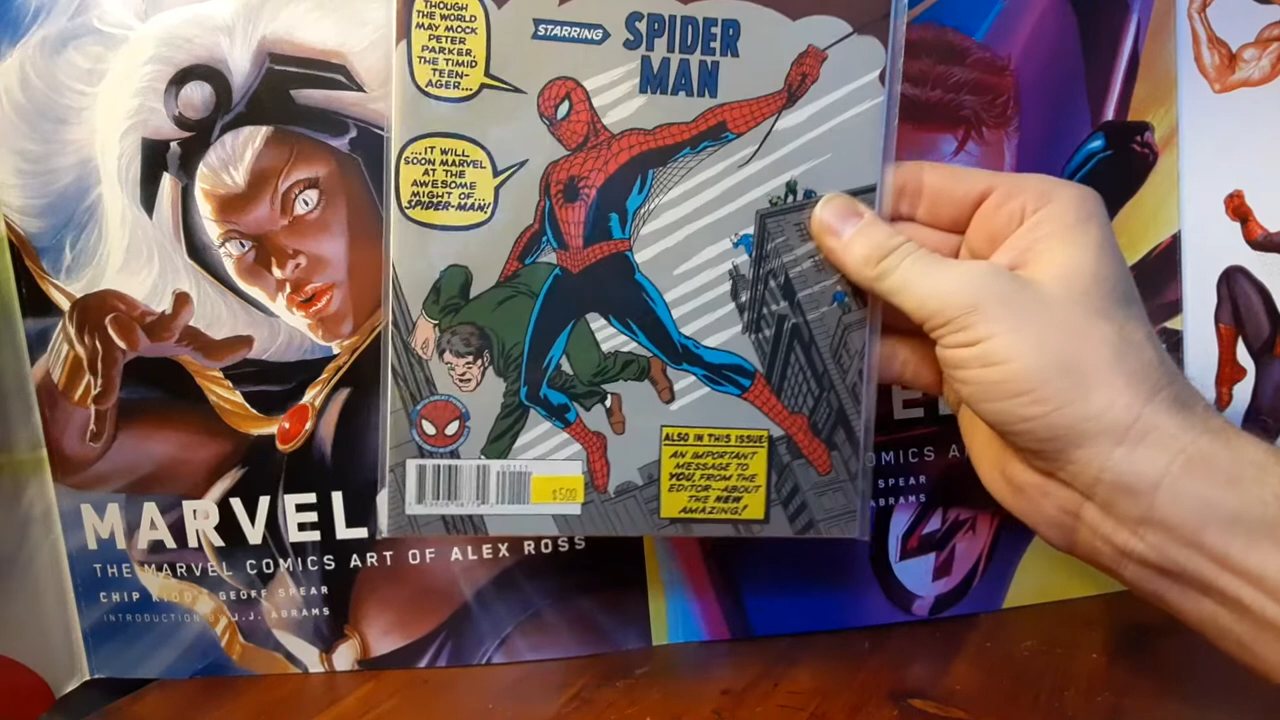 THOUGH
THE WORLD
MAY MOCK
PETER
PARKER,
THE TIMID
TEEN-
AGER...
STARRING
SPIDER
MAN
...IT WILL
SOON MARVEL
AT THE
AWESOME
MIGHT OF...
SPIDER-MAN!
ALSO IN THIS ISSUE:
AN IMPORTANT
MESSAGE TO
YOU, FROM THE
EDITOR--ABOUT
THE NEW
AMAZING!
00111
$5.00
MARVEL
THE MARVEL COMICS ART OF ALEX ROSS
CHIP KIDD & GEOFF SPEAR
INTRODUCTION BY J.J. ABRAMS
OMICS A
SPEAR
ABRAMS
4